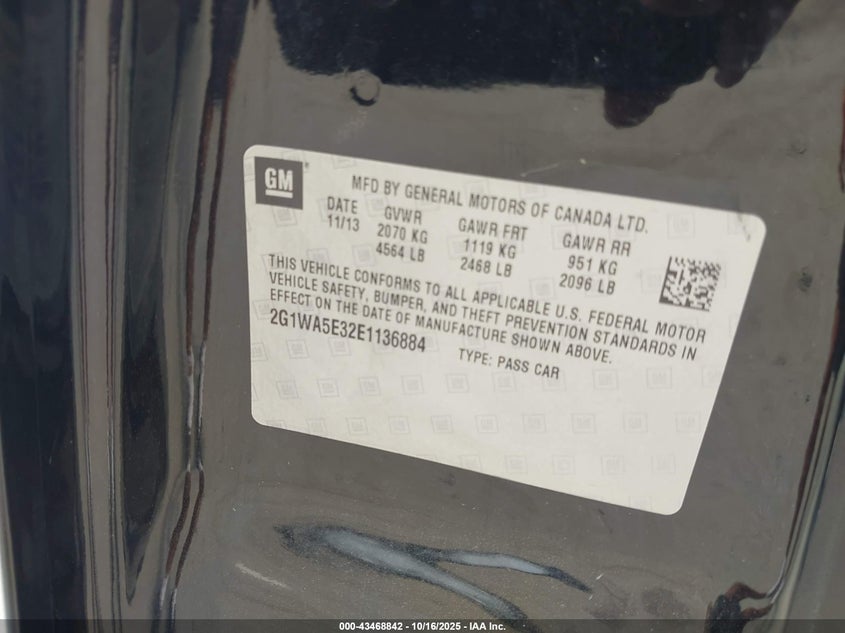 GM
MFD BY GENERAL MOTORS OF CANADA LTD.
DATE GVWR GAWR FRT GAWR RR
11/13 2070 KG 1119 KG 951 KG
4564 LB 2468 LB 2096 LB
THIS VEHICLE CONFORMS TO ALL APPLICABLE U.S. FEDERAL MOTOR
VEHICLE SAFETY, BUMPER, AND THEFT PREVENTION STANDARDS IN
EFFECT ON THE DATE OF MANUFACTURE SHOWN ABOVE.
2G1WA5E32E1136884 TYPE: PASS CAR
000-43468842 - 10/16/2025 - IAA Inc.